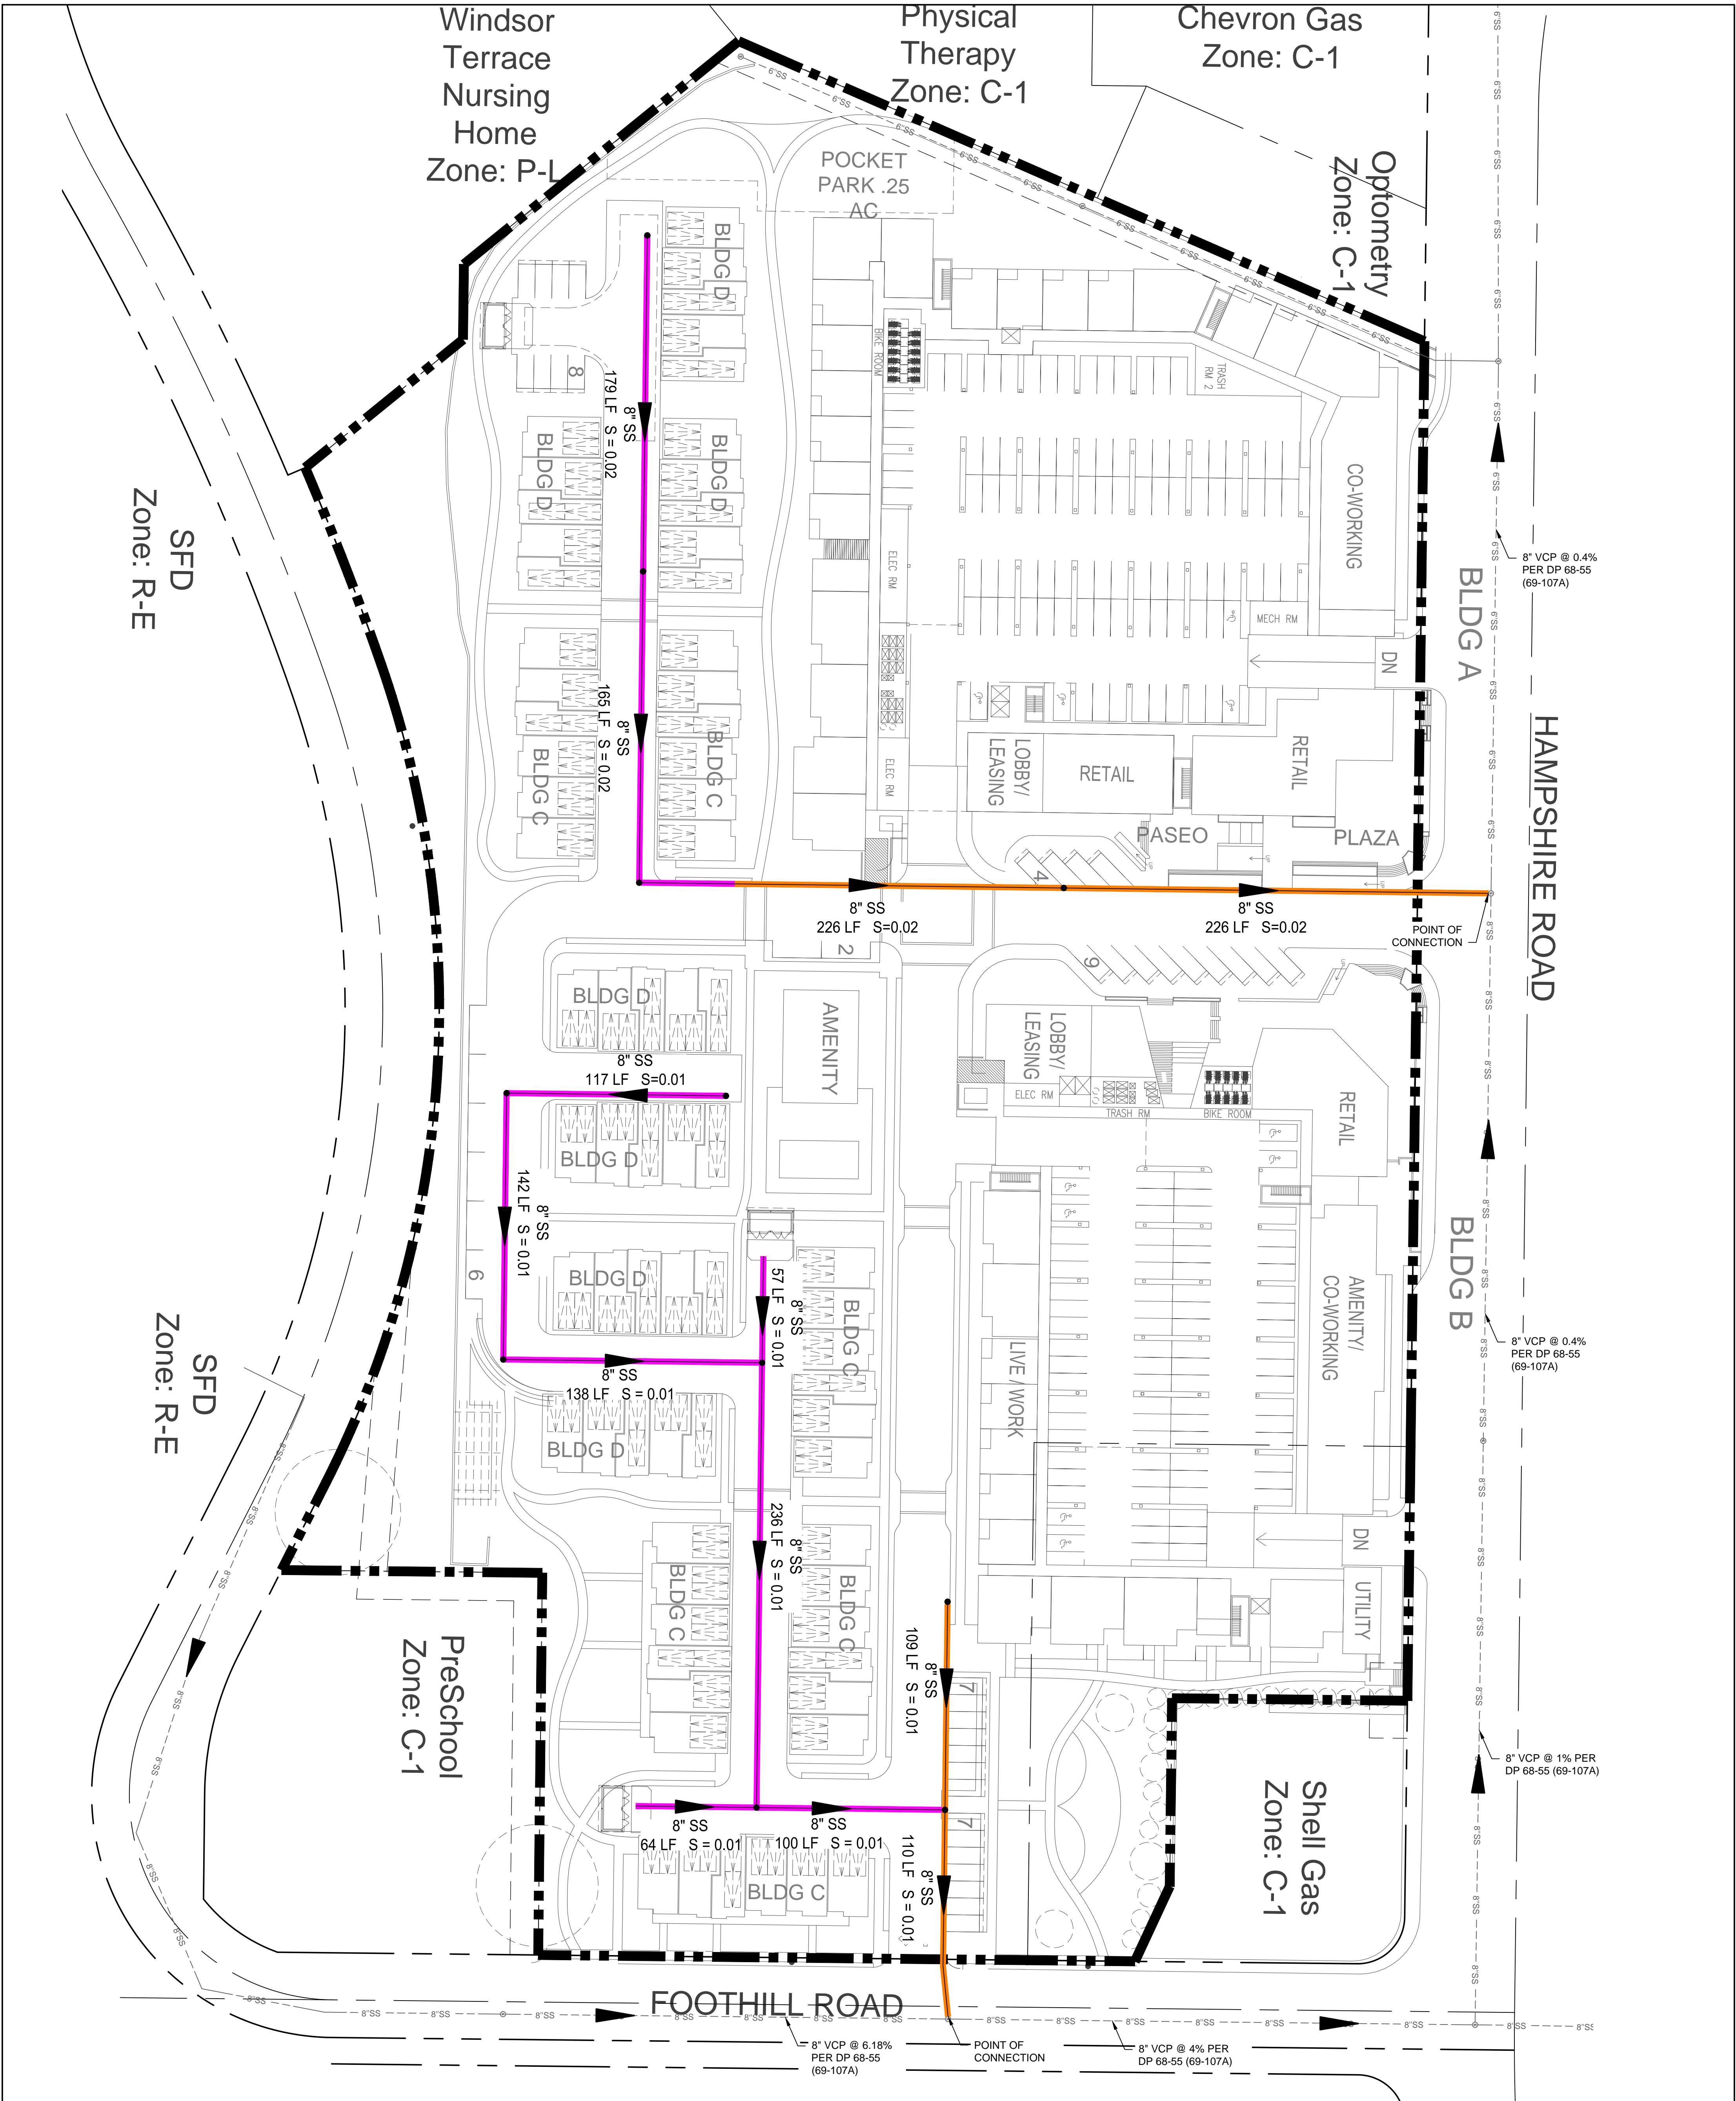 Windsor
Terrace
Nursing
Home
Zone: P-L
Physical
Therapy
Zone: C-1
Chevron Gas
Zone: C-1
Optometry
Zone: C-1
POCKET
PARK .25
AC
BLDG D
8
BIKE ROOM
TRASH
RM 2
8" SS
179 LF S = 0.02
BLDG D
BLDG D
CO-WORKING
ELEC RM
MECH RM
DN
8" VCP @ 0.4%
PER DP 68-55
(69-107A)
BLDG A
SFD
Zone: R-E
8" SS
165 LF S = 0.02
BLDG C
BLDG C
ELEC RM
LOBBY/
LEASING
RETAIL
RETAIL
HAMPSHIRE ROAD
PASEO
PLAZA
4
8" SS
226 LF S=0.02
8" SS
226 LF S=0.02
POINT OF
CONNECTION
2
9
BLDG D
AMENITY
LOBBY/
LEASING
8" SS
117 LF S=0.01
ELEC RM
TRASH RM
BIKE ROOM
RETAIL
BLDG D
8" SS
142 LF S = 0.01
6
BLDG D
8" SS
57 LF S = 0.01
BLDG C
LIVE / WORK
AMENITY/
CO-WORKING
BLDG B
8" VCP @ 0.4%
PER DP 68-55
(69-107A)
SFD
Zone: R-E
8" SS
138 LF S = 0.01
BLDG D
8" SS
236 LF S = 0.01
BLDG C
BLDG C
DN
UTILITY
8" SS
109 LF S = 0.01
7
PreSchool
Zone: C-1
8" VCP @ 1% PER
DP 68-55 (69-107A)
Shell Gas
Zone: C-1
8" SS
64 LF S = 0.01
8" SS
100 LF S = 0.01
7
8" SS
110 LF S = 0.01
BLDG C
FOOTHILL ROAD
8" VCP @ 6.18%
PER DP 68-55
(69-107A)
POINT OF
CONNECTION
8" VCP @ 4% PER
DP 68-55 (69-107A)
6"SS
8"SS